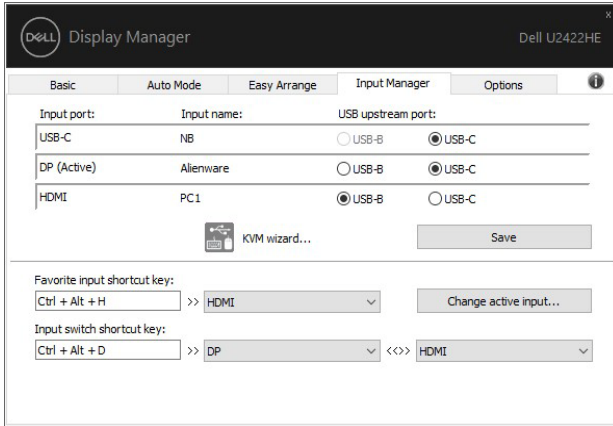 DELL Display Manager
x
Dell U2422HE
Basic Auto Mode Easy Arrange Input Manager Options i
Input port: Input name: USB upstream port:
USB-C NB USB-B USB-C
DP (Active) Alienware USB-B USB-C
HDMI PC1 USB-B USB-C
KVM wizard... Save
Favorite input shortcut key:
Ctrl + Alt + H >> HDMI Change active input...
Input switch shortcut key:
Ctrl + Alt + D >> DP <<>> HDMI